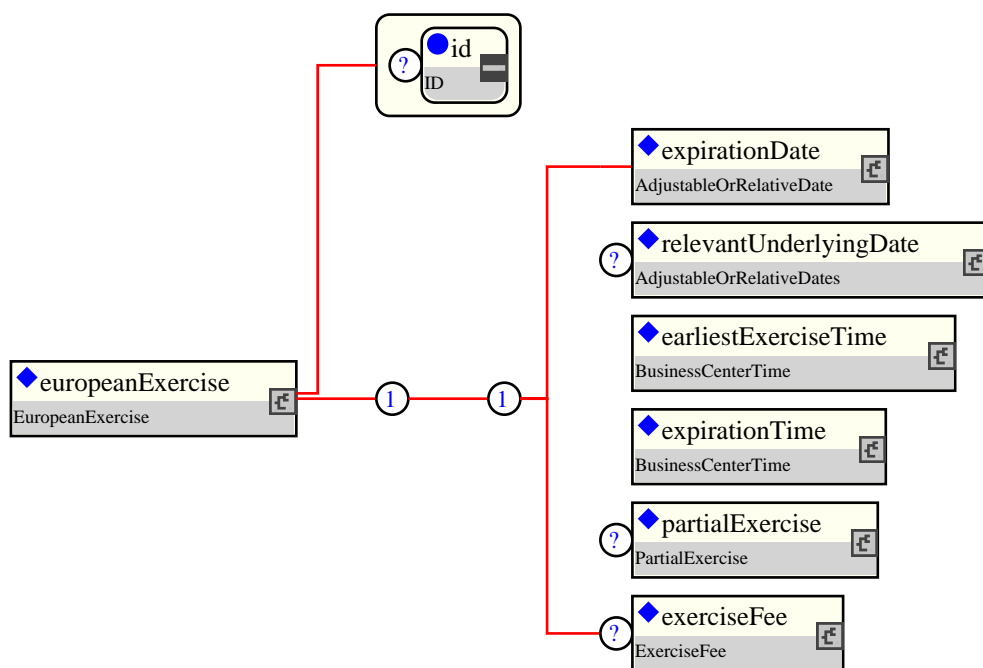 id
?
ID
expirationDate
AdjustableOrRelativeDate
relevantUnderlyingDate
?
AdjustableOrRelativeDates
earliestExerciseTime
BusinessCenterTime
europeanExercise
1
1
EuropeanExercise
expirationTime
BusinessCenterTime
partialExercise
?
PartialExercise
exerciseFee
?
ExerciseFee